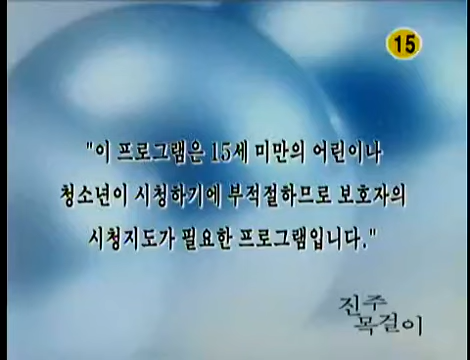 15
"이 프로그램은 15세 미만의 어린이나
청소년이 시청하기에 부적절하므로 보호자의
시청지도가 필요한 프로그램입니다."
진주
목걸이